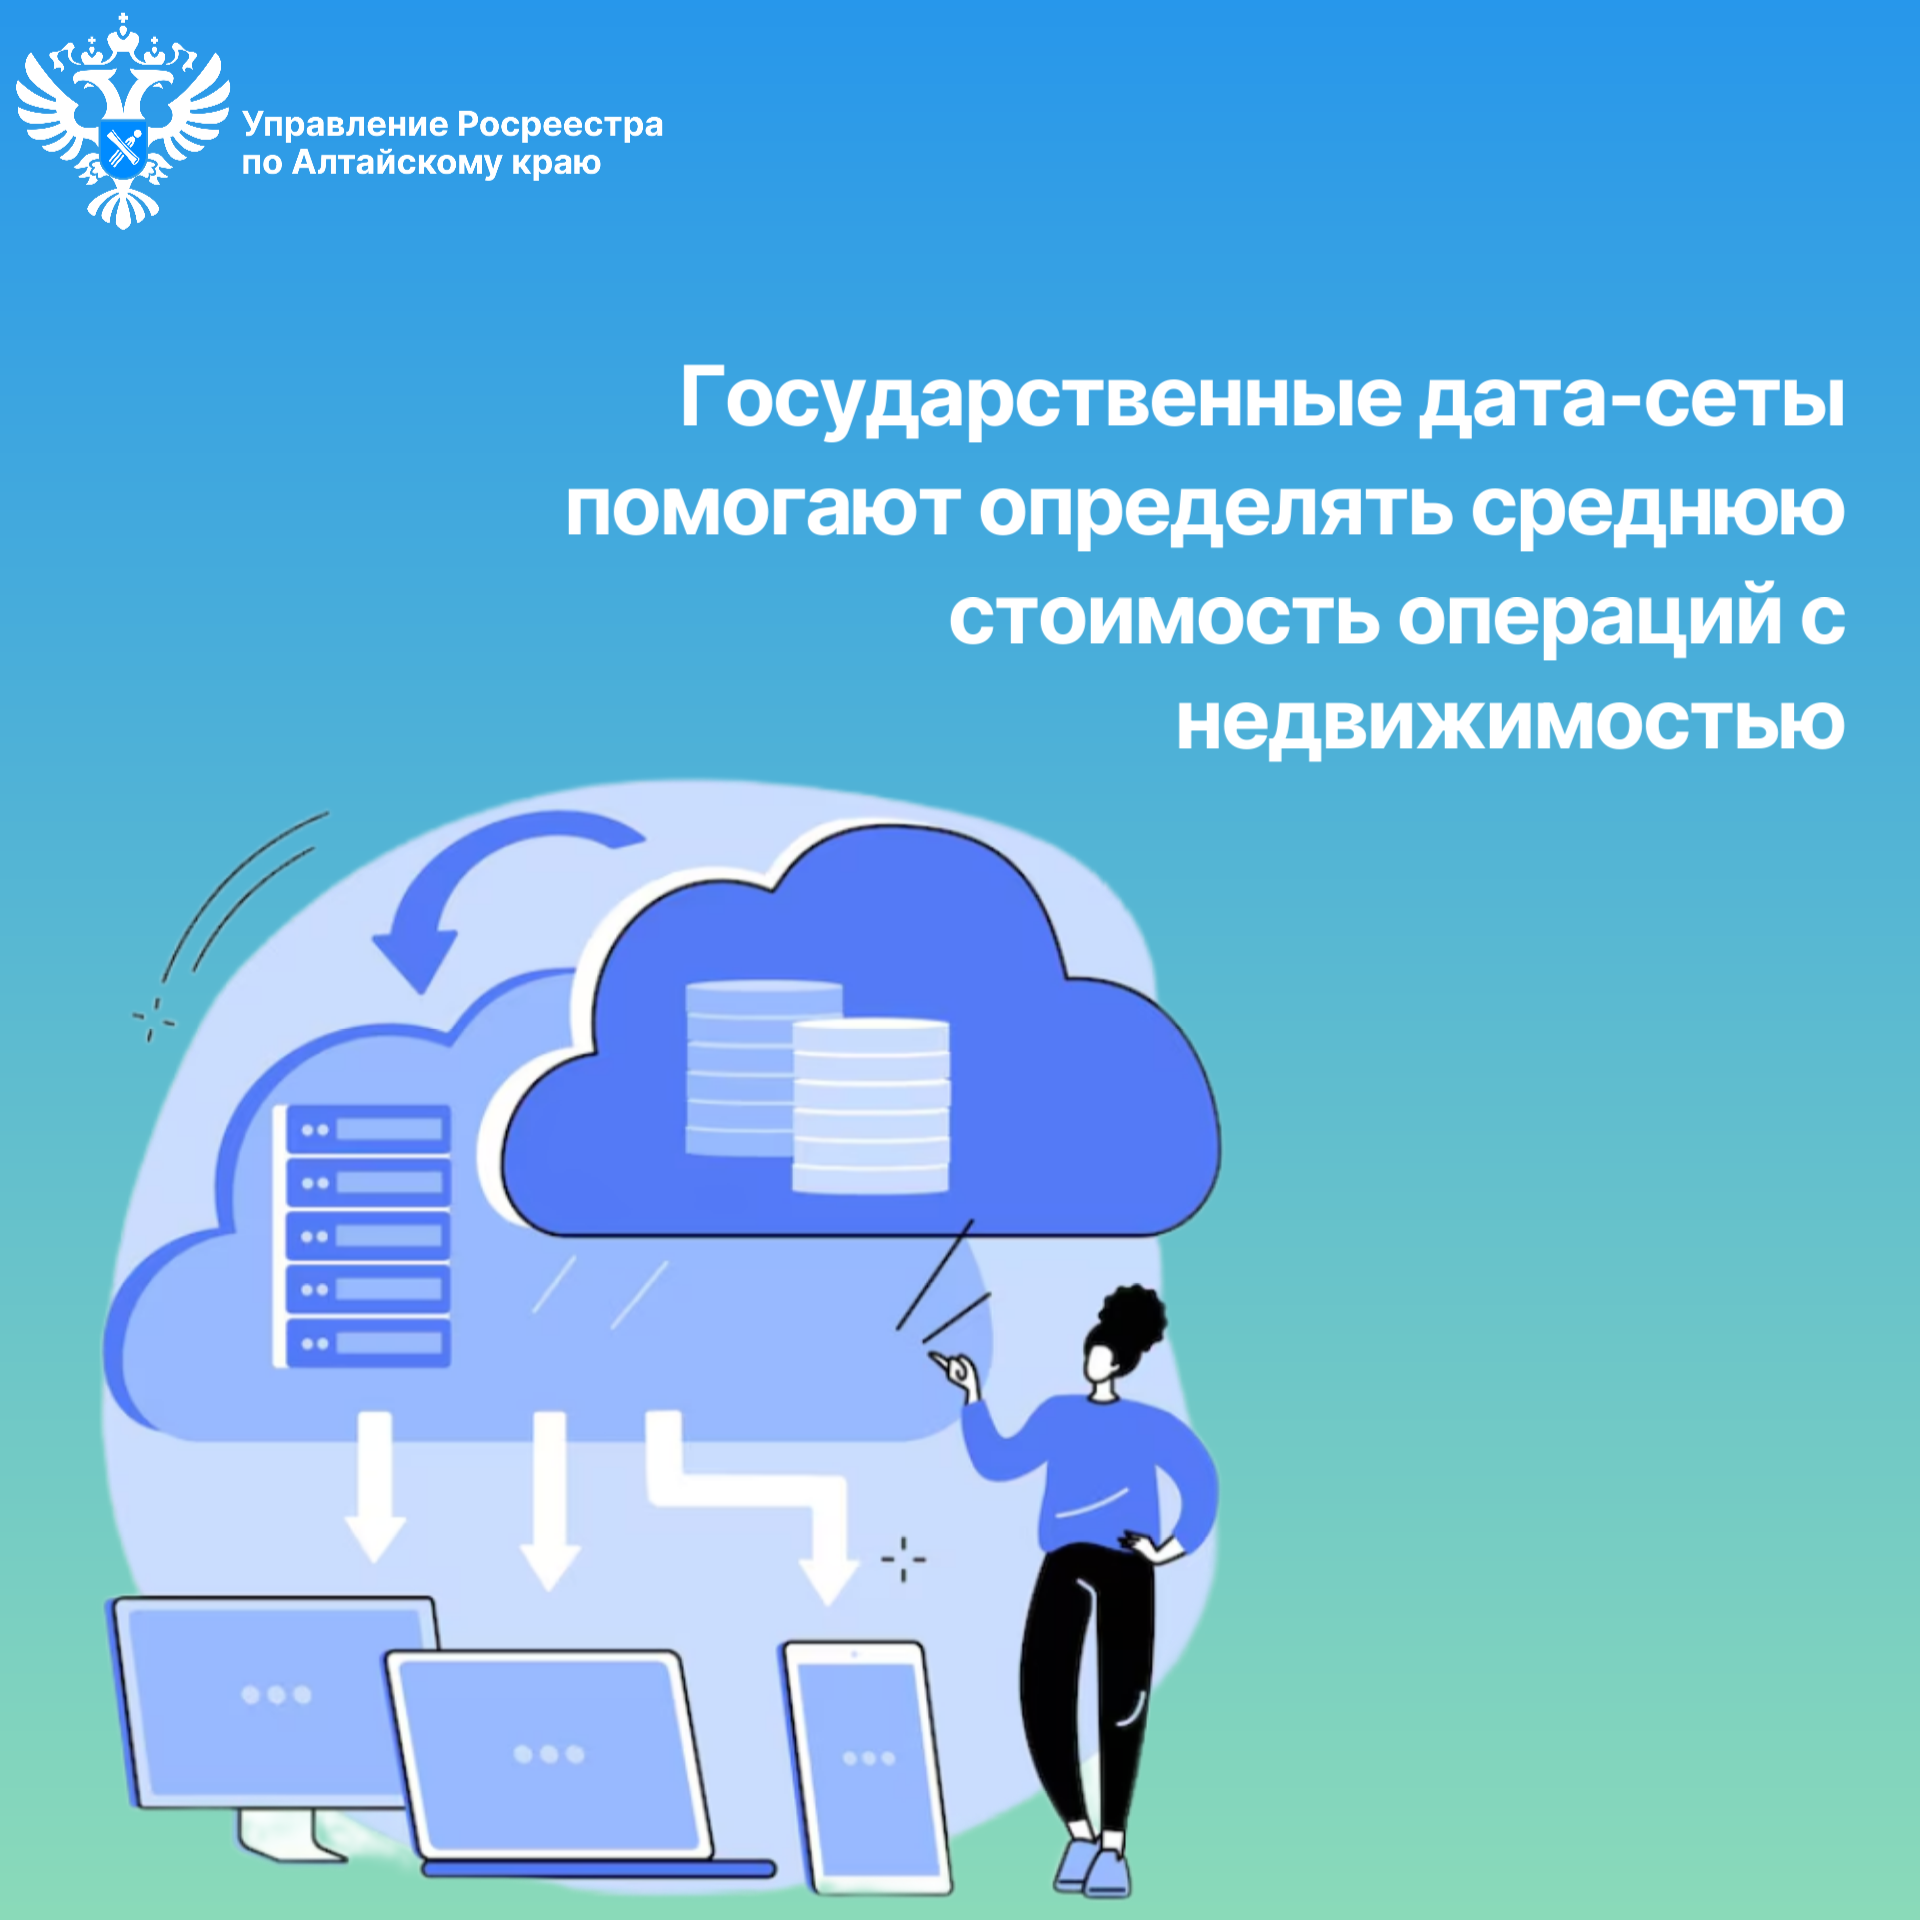 Управление Росреестра
по Алтайскому краю
Государственные дата-сеты
помогают определять среднюю
стоимость операций с
недвижимостью